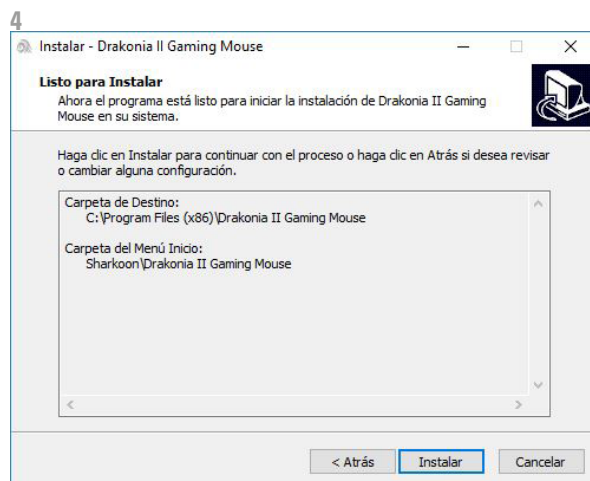 4
Instalar - Drakonia II Gaming Mouse
Listo para Instalar
Ahora el programa está listo para iniciar la instalación de Drakonia II Gaming
Mouse en su sistema.
Haga clic en Instalar para continuar con el proceso o haga clic en Atrás si desea revisar
o cambiar alguna configuración.
Carpeta de Destino:
C:\Program Files (x86)\Drakonia II Gaming Mouse
Carpeta del Menú Inicio:
Sharkoon\Drakonia II Gaming Mouse
< Atrás Instalar Cancelar